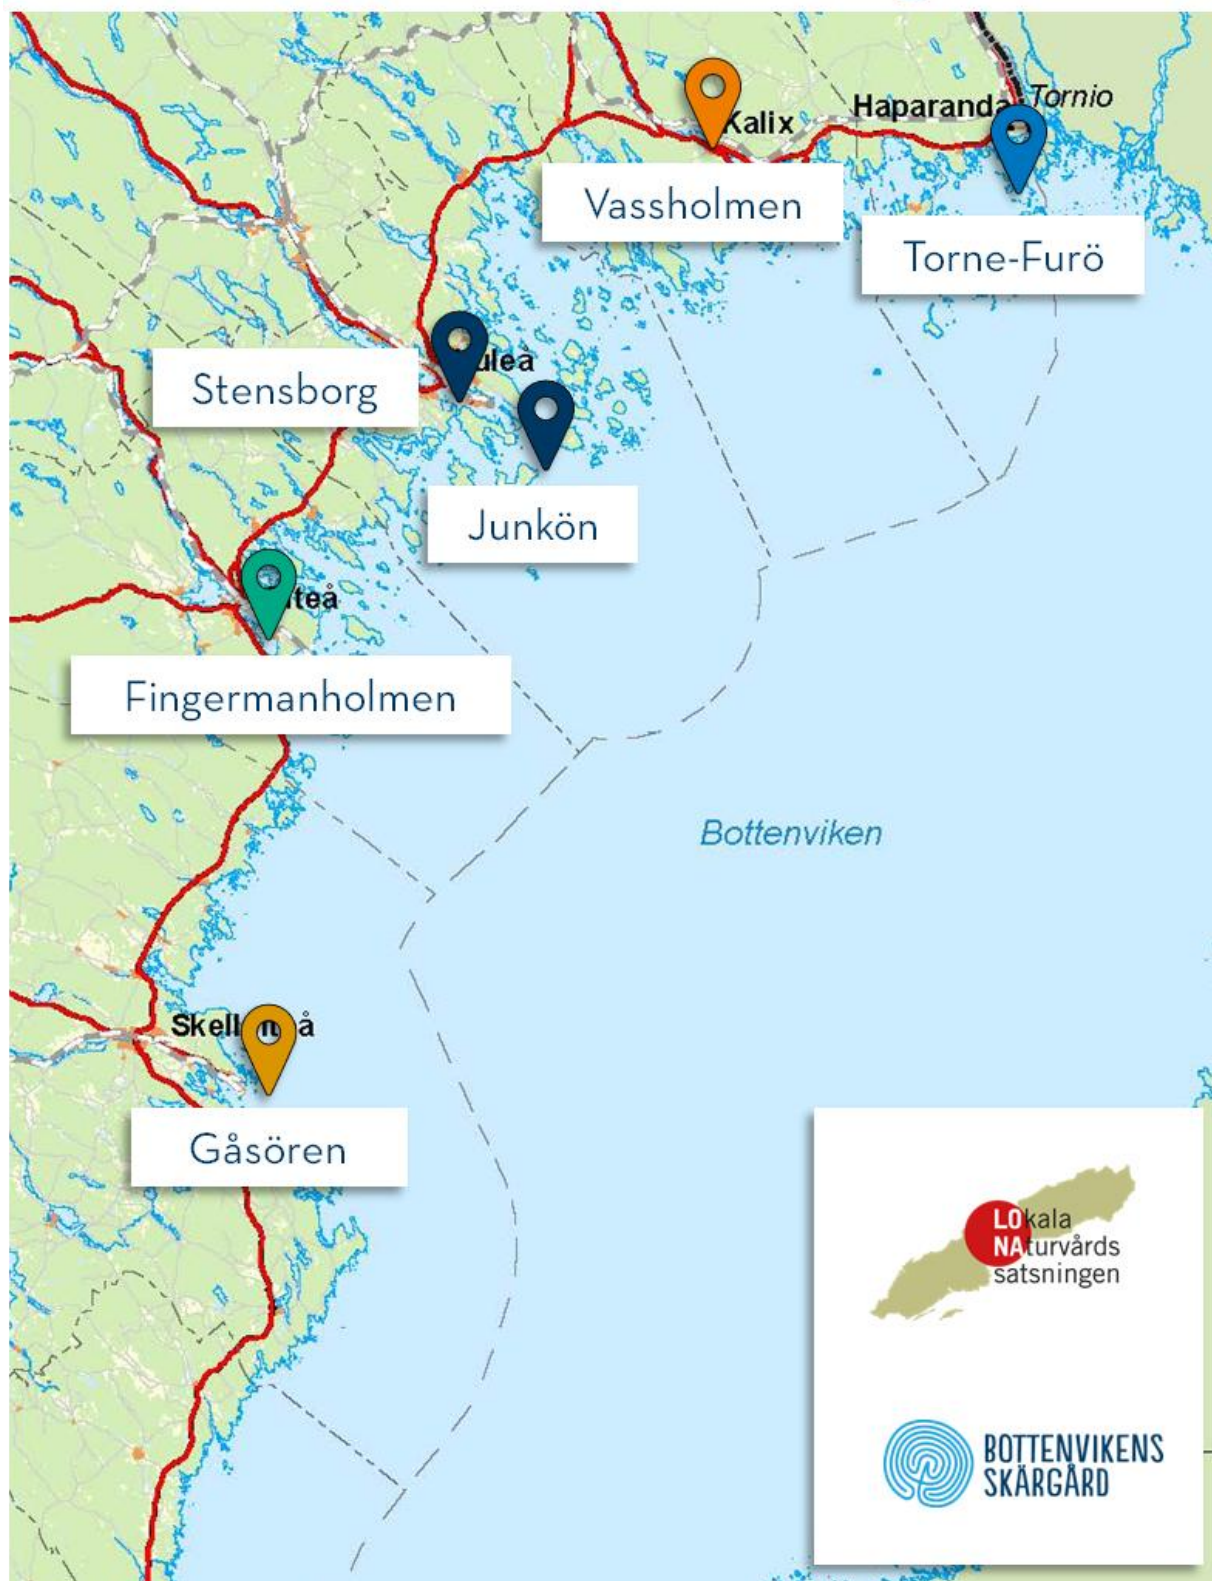 Kalix
Haparanda
Tornio
Vassholmen
Torne-Furö
Stensborg
Junkön
Fingermanholmen
Bottenviken
Gåsören
LOkala
NAturvårds
satsningen
BOTTENVIKENS
SKÄRGÅRD